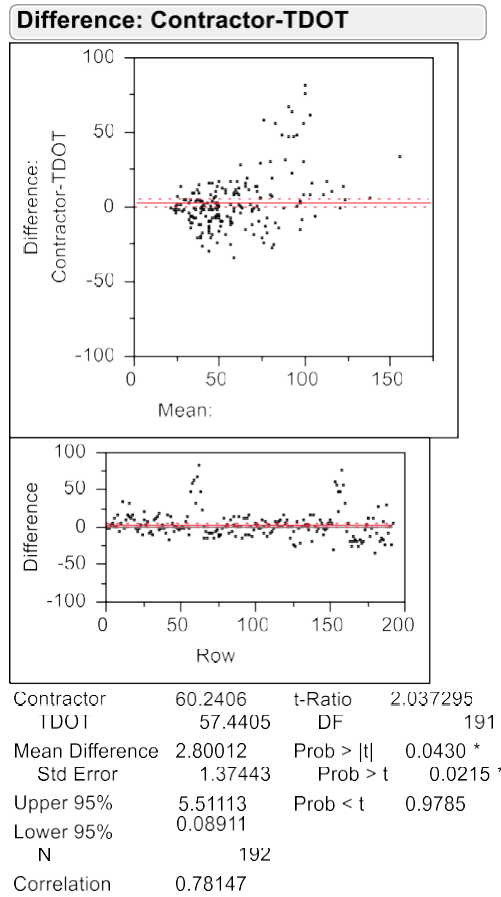 Difference: Contractor-TDOT
100
50
0
-50
-100
Difference:
Contractor-TDOT
0 50 100 150
Mean:
100
50
0
-50
-100
Difference
0 50 100 150 200
Row
Contractor 60.2406 t-Ratio 2.037295
TDOT 57.4405 DF 191
Mean Difference 2.80012 Prob > |t| 0.0430 *
Std Error 1.37443 Prob > t 0.0215 *
Upper 95% 5.51113 Prob < t 0.9785
Lower 95% 0.08911
N 192
Correlation 0.78147